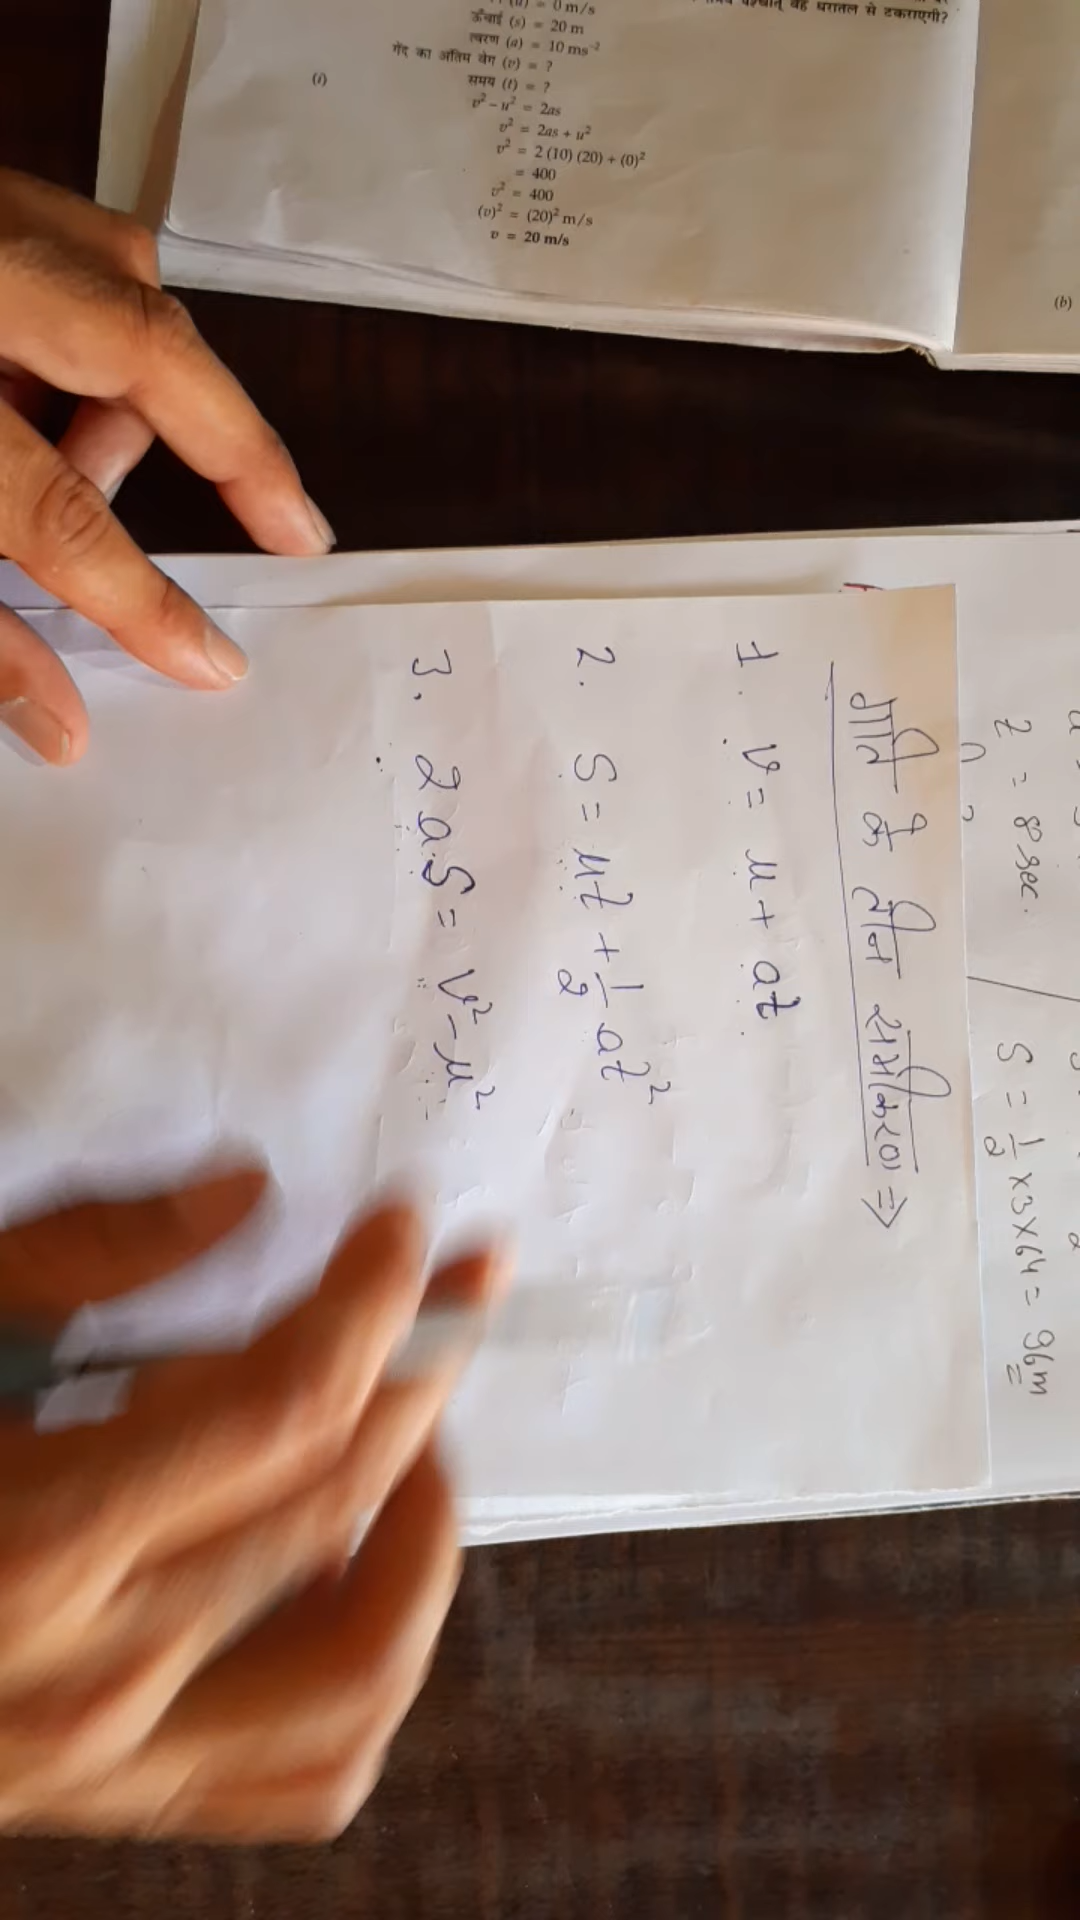 (u) = 0 m/s
ऊँचाई (s) = 20 m
त्वरण (a) = 10 ms⁻²
गेंद का अंतिम वेग (v) = ?
समय (t) = ?
(i)
v² – u² = 2as
v² = 2as + u²
v² = 2 (10) (20) + (0)²
= 400
v² = 400
(v)² = (20)² m/s
v = 20 m/s
वह धरातल से टकराएगी?
(b)
t = 8 sec.
S = 1/2 × 3 × 64 = 96m
गति के तीन समीकरण ⇒
1. v = u + at
2. S = ut + 1/2 at²
3. 2aS = v² – u²